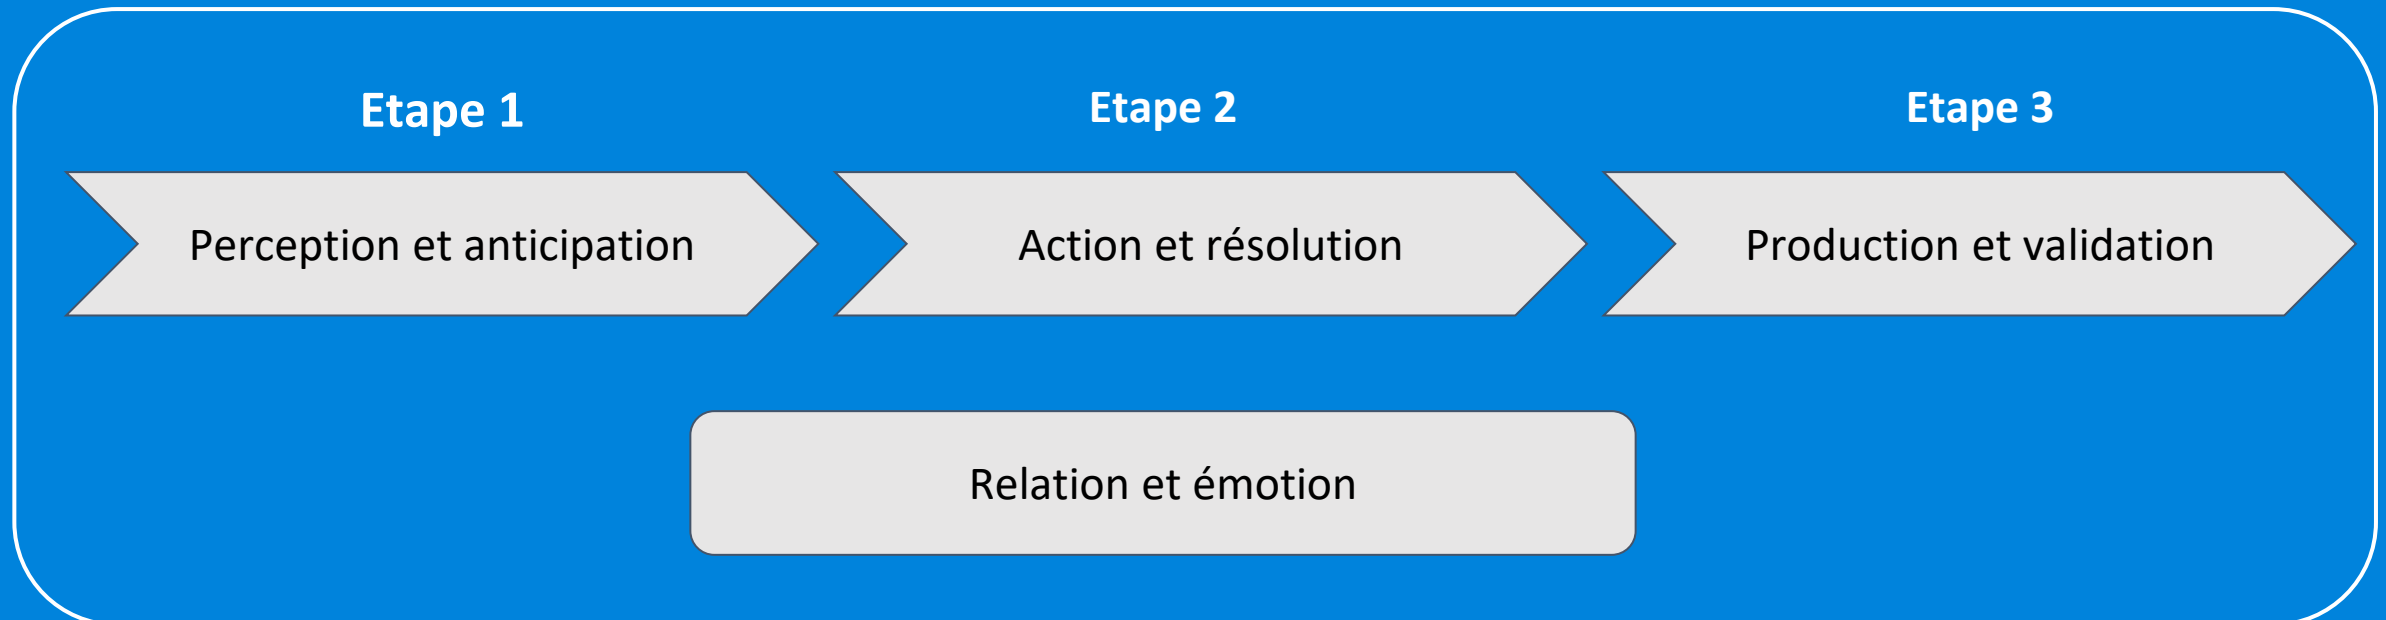 Etape 1
Etape 2
Etape 3
Perception et anticipation
Action et résolution
Production et validation
Relation et émotion